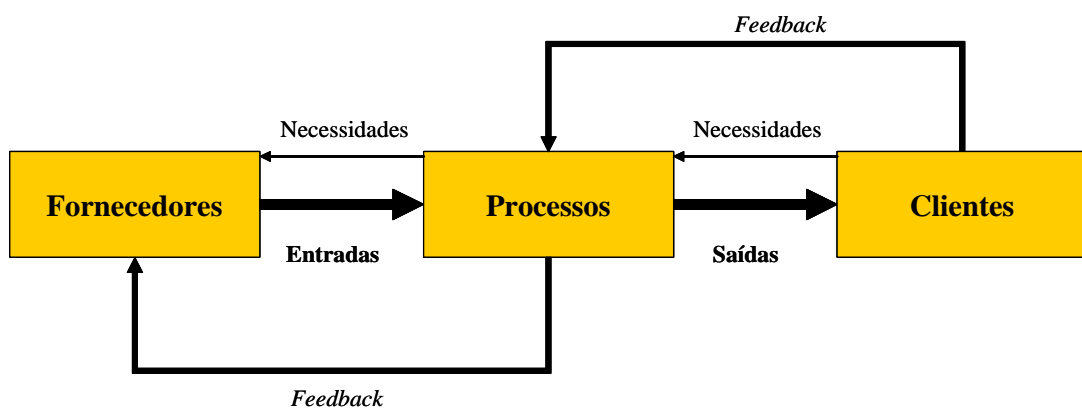 Feedback
Necessidades
Necessidades
Fornecedores
Processos
Clientes
Entradas
Saídas
Feedback